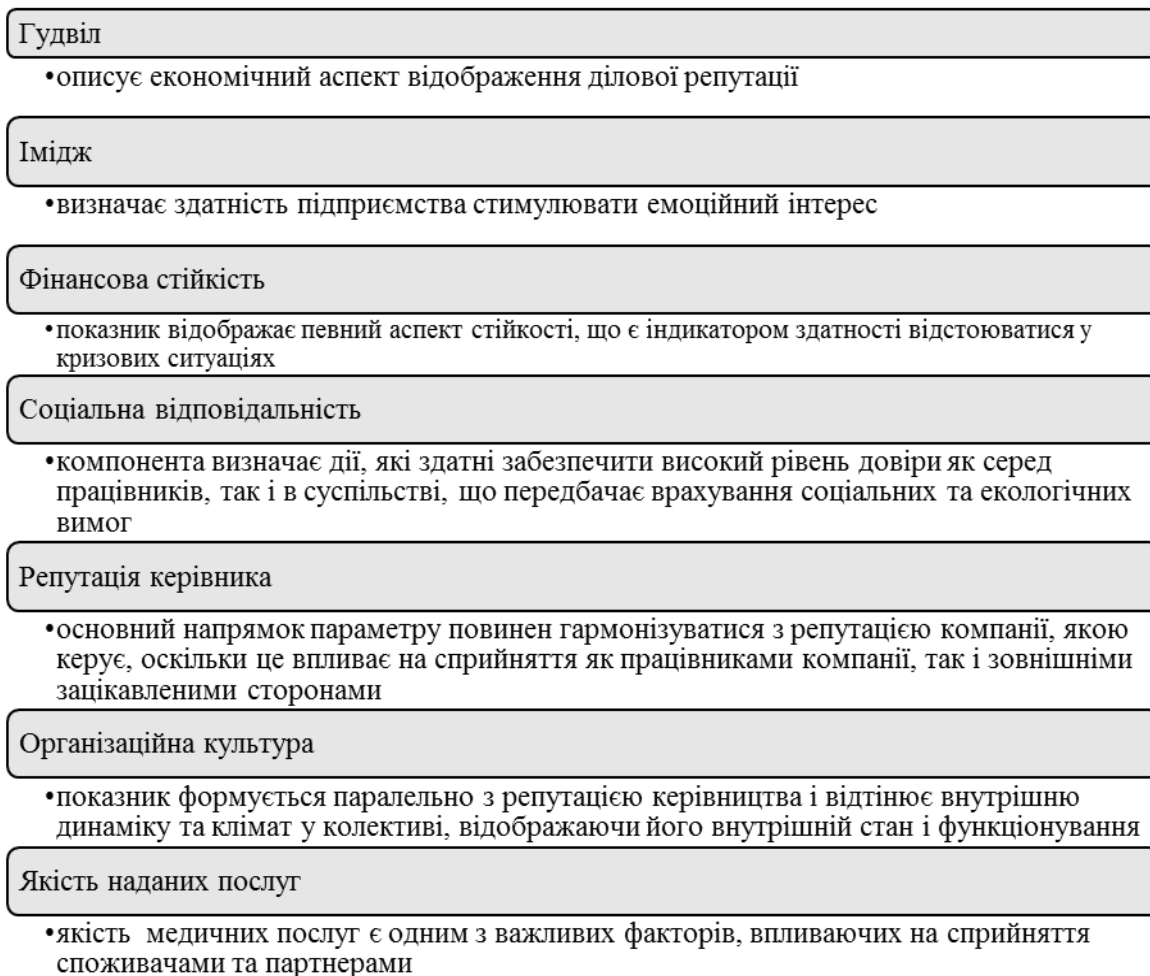 Гудвіл
•описує економічний аспект відображення ділової репутації
Імідж
•визначає здатність підприємства стимулювати емоційний інтерес
Фінансова стійкість
•показник відображає певний аспект стійкості, що є індикатором здатності відстоюватися у
кризових ситуаціях
Соціальна відповідальність
•компонента визначає дії, які здатні забезпечити високий рівень довіри як серед
працівників, так і в суспільстві, що передбачає врахування соціальних та екологічних
вимог
Репутація керівника
•основний напрямок параметру повинен гармонізуватися з репутацією компанії, якою
керує, оскільки це впливає на сприйняття як працівниками компанії, так і зовнішніми
зацікавленими сторонами
Організаційна культура
•показник формується паралельно з репутацією керівництва і відтінює внутрішню
динаміку та клімат у колективі, відображаючи його внутрішній стан і функціонування
Якість наданих послуг
•якість медичних послуг є одним з важливих факторів, впливаючих на сприйняття
споживачами та партнерами